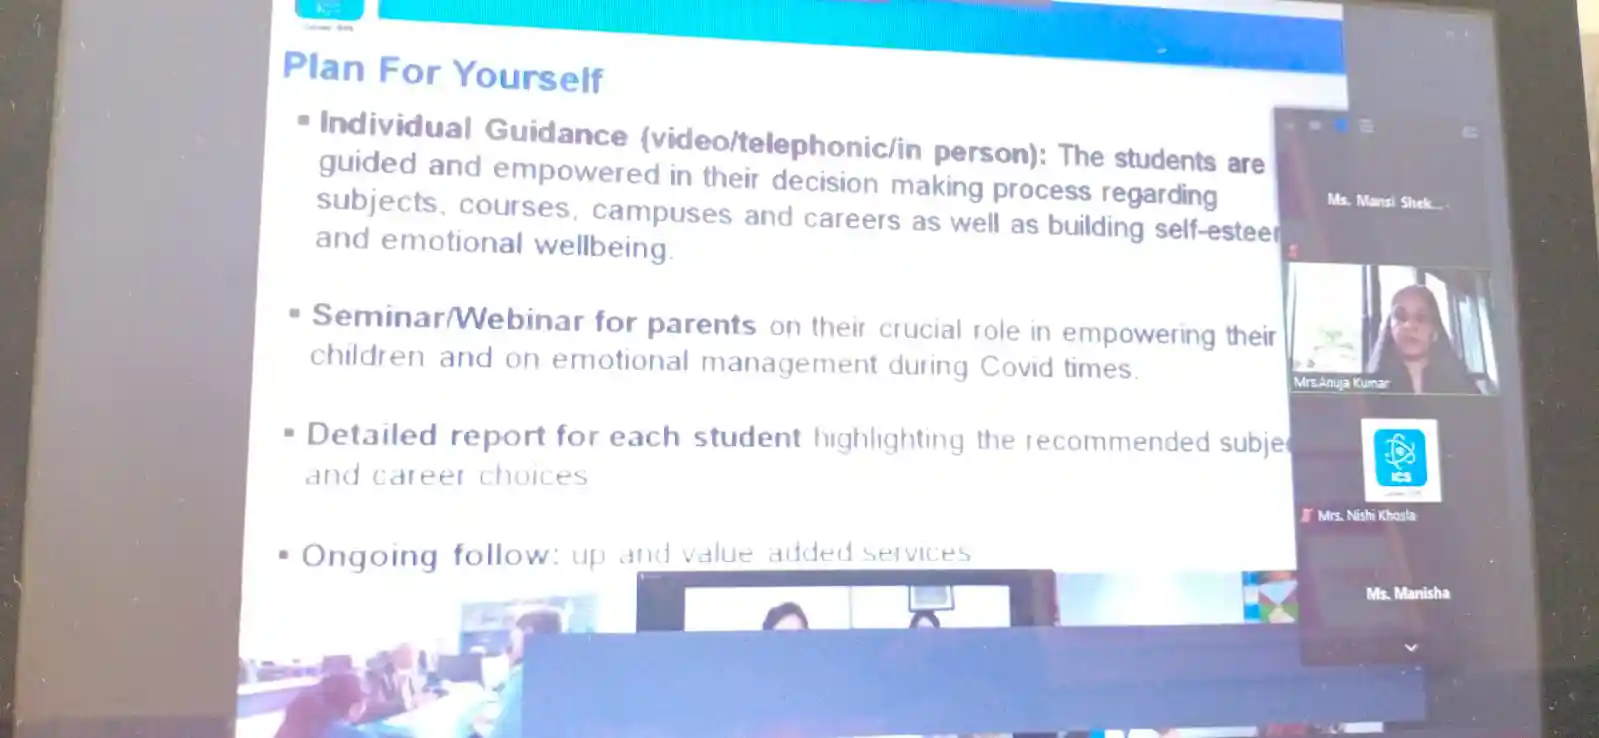 ICS
Plan For Yourself
▪ Individual Guidance (video/telephonic/in person): The students are
guided and empowered in their decision making process regarding
subjects, courses, campuses and careers as well as building self-esteer
and emotional wellbeing.
▪ Seminar/Webinar for parents on their crucial role in empowering their
children and on emotional management during Covid times.
▪ Detailed report for each student highlighting the recommended subje
and career choices
▪ Ongoing follow: up and value added services
Ms. Mansi Shek...
Mrs.Anuja Kumar
ICS
Mrs. Nishi Khosla
Ms. Manisha